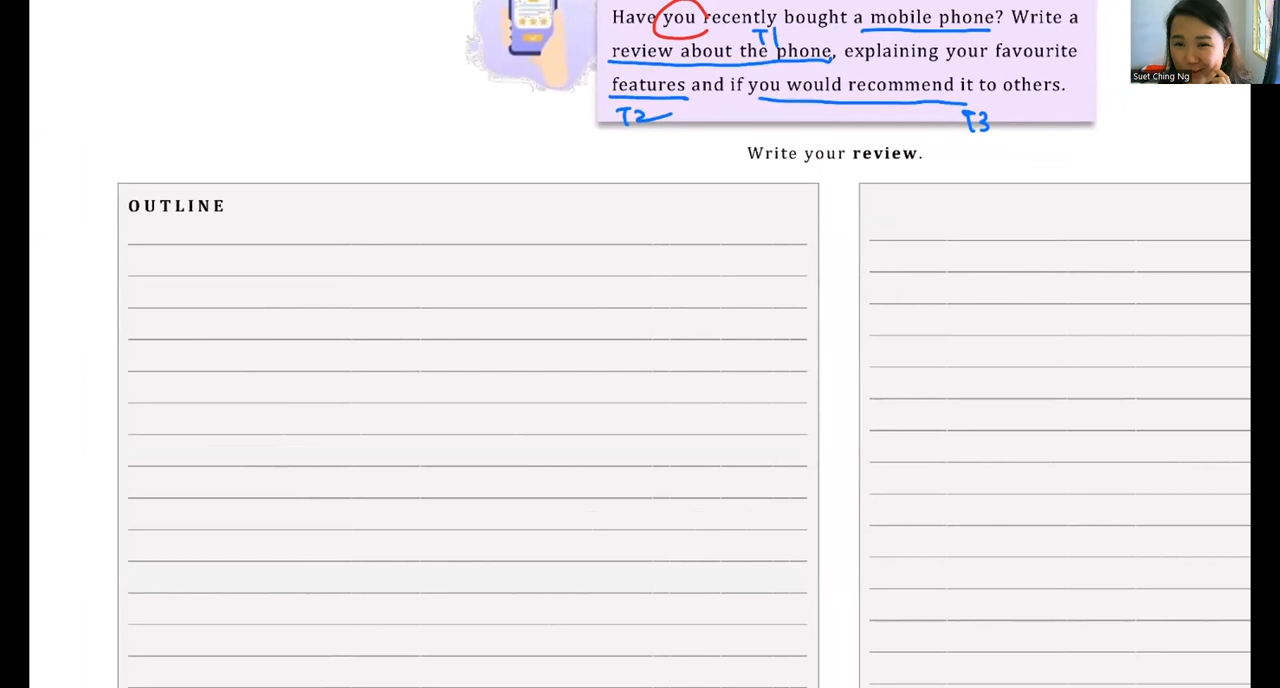 Have you recently bought a mobile phone? Write a
T1
review about the phone, explaining your favourite
features and if you would recommend it to others.
T2 T3
Suet Ching Ng
Write your review.
OUTLINE